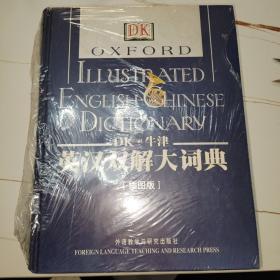 DK
OXFORD
ILLUSTRATED
ENGLISH CHINESE
DICTIONARY
DK·牛津
英汉双解大词典
[插图版]
外语教学与研究出版社
FOREIGN LANGUAGE TEACHING AND RESEARCH PRESS